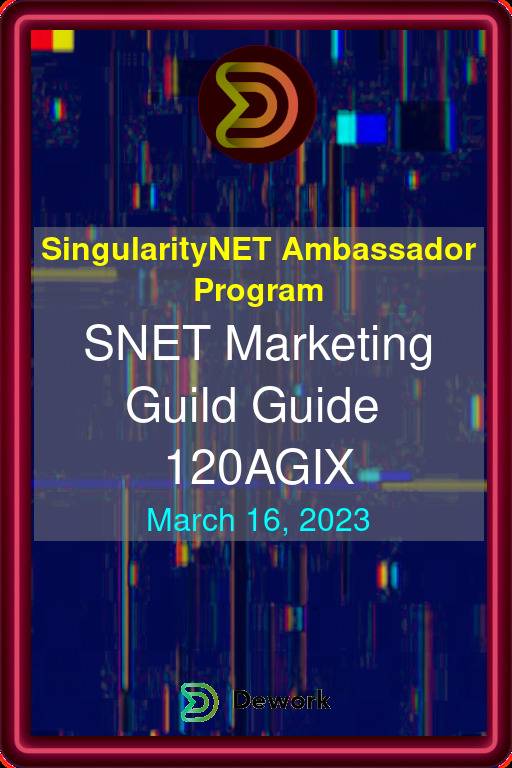 SingularityNET Ambassador
Program
SNET Marketing
Guild Guide
120AGIX
March 16, 2023
Dework